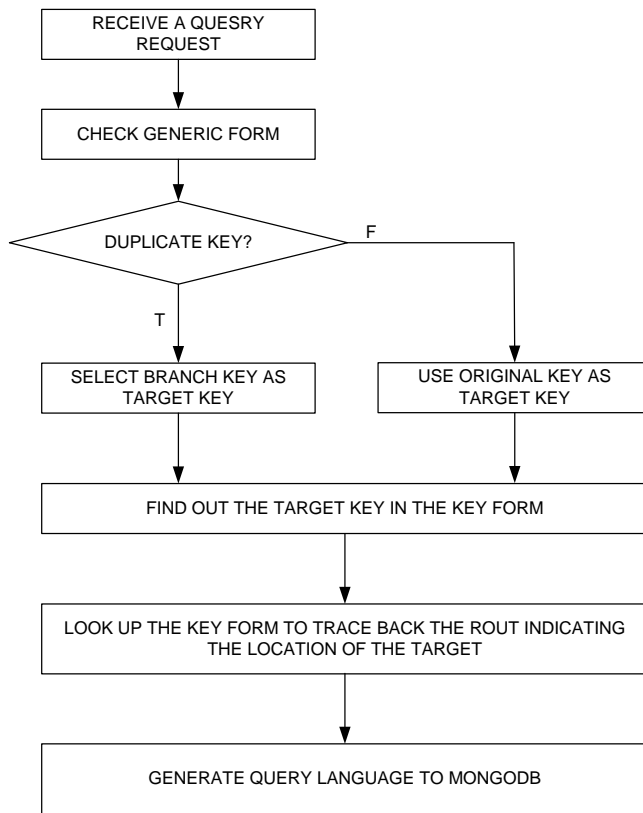 RECEIVE A QUESRY
REQUEST
CHECK GENERIC FORM
DUPLICATE KEY?
F
T
SELECT BRANCH KEY AS
TARGET KEY
USE ORIGINAL KEY AS
TARGET KEY
FIND OUT THE TARGET KEY IN THE KEY FORM
LOOK UP THE KEY FORM TO TRACE BACK THE ROUT INDICATING
THE LOCATION OF THE TARGET
GENERATE QUERY LANGUAGE TO MONGODB